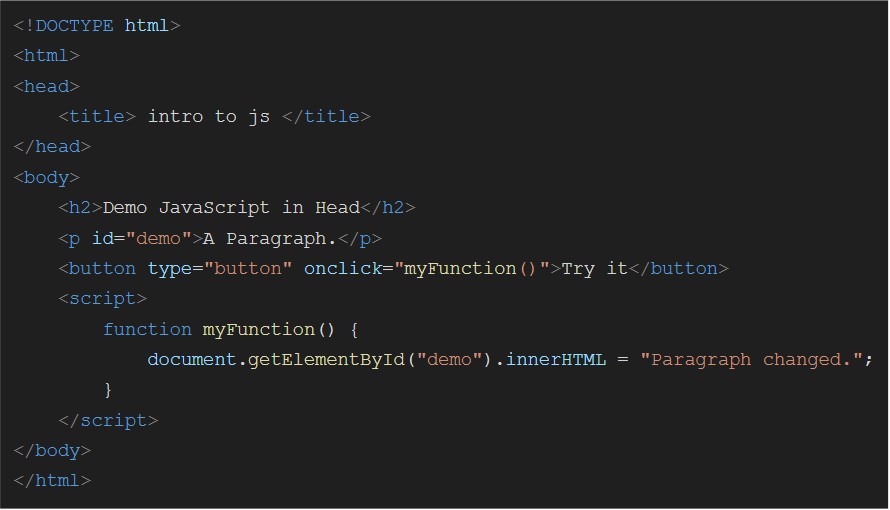 <!DOCTYPE html>
<html>
<head>
    <title> intro to js </title>
</head>
<body>
    <h2>Demo JavaScript in Head</h2>
    <p id="demo">A Paragraph.</p>
    <button type="button" onclick="myFunction()">Try it</button>
    <script>
        function myFunction() {
            document.getElementById("demo").innerHTML = "Paragraph changed.";
        }
    </script>
</body>
</html>